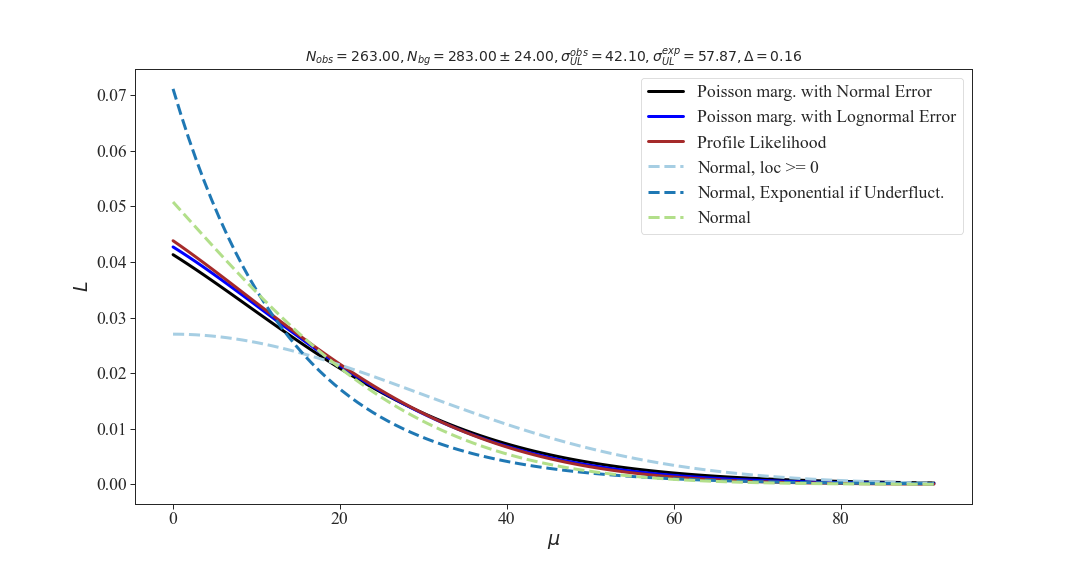 N_obs = 263.00, N_bg = 283.00 ± 24.00, σ_UL^obs = 42.10, σ_UL^exp = 57.87, Δ = 0.16
Poisson marg. with Normal Error
Poisson marg. with Lognormal Error
Profile Likelihood
Normal, loc >= 0
Normal, Exponential if Underfluct.
Normal
0.07
0.06
0.05
0.04
0.03
0.02
0.01
0.00
L
0 20 40 60 80
μ